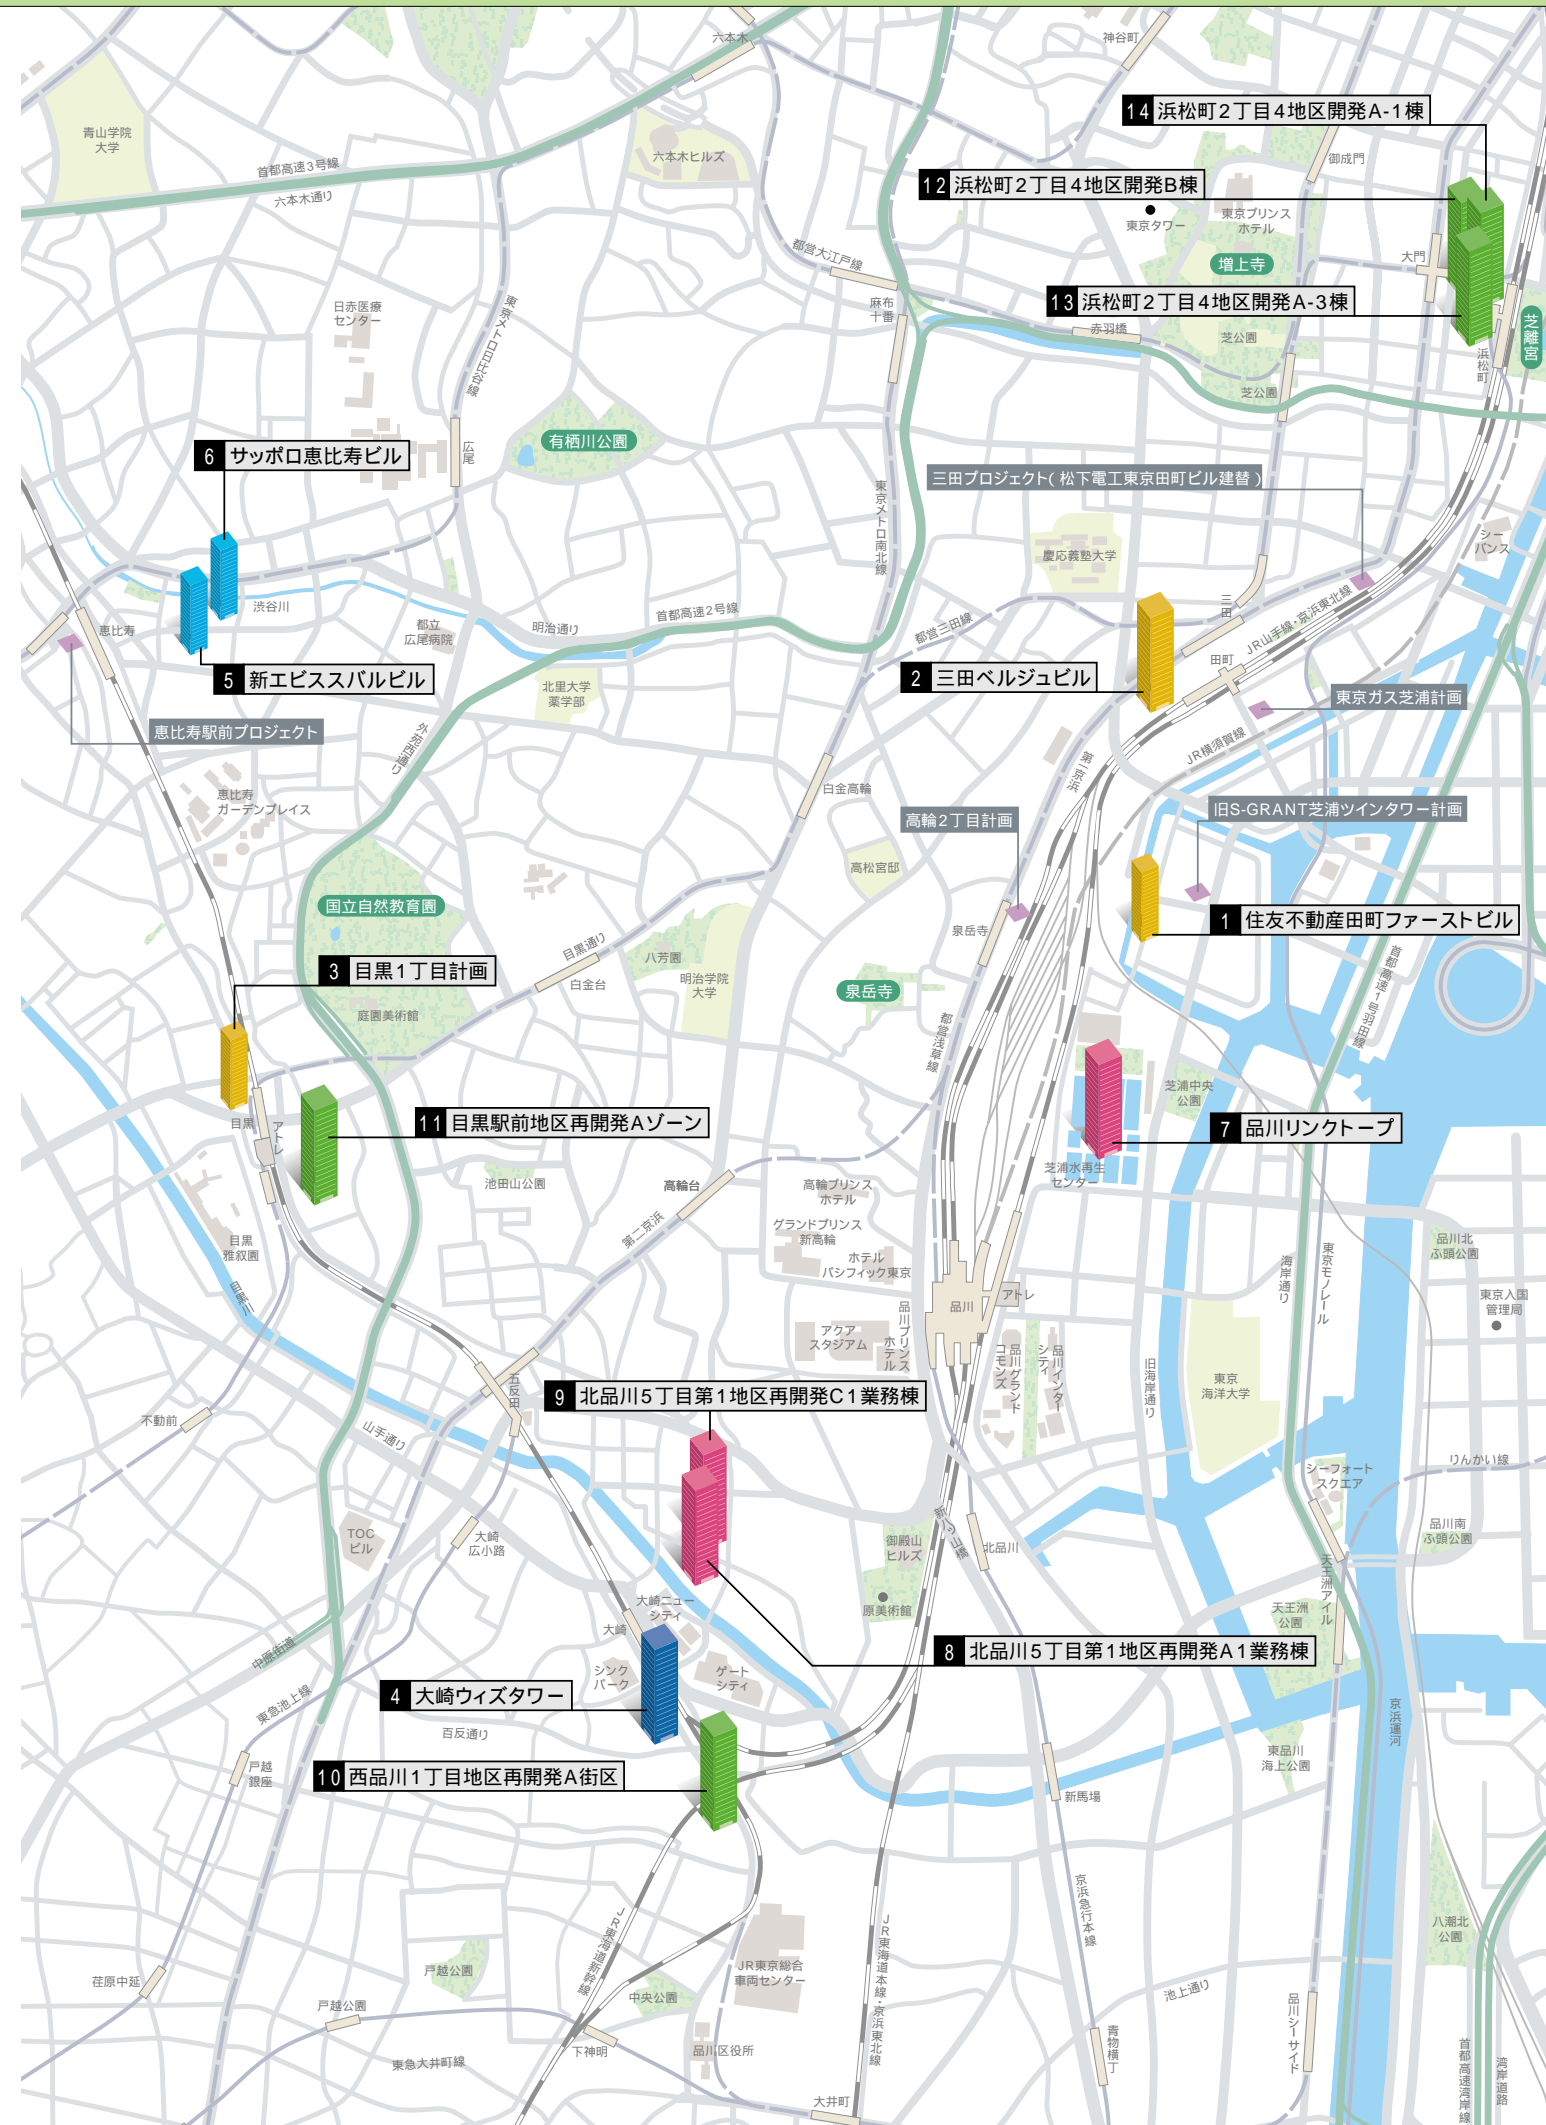 六本木
神谷町
14 浜松町2丁目4地区開発A-1棟
青山学院
大学
首都高速3号線
六本木通り
六本木ヒルズ
御成門
12 浜松町2丁目4地区開発B棟
東京タワー
東京プリンス
ホテル
増上寺
大門
都営大江戸線
麻布
十番
13 浜松町2丁目4地区開発A-3棟
赤羽橋
芝公園
芝離宮
浜松町
芝公園
日赤医療
センター
東京メトロ日比谷線
広尾
有栖川公園
6 サッポロ恵比寿ビル
三田プロジェクト(松下電工東京田町ビル建替)
東京メトロ南北線
慶応義塾大学
シー
バンス
渋谷川
恵比寿
都立
広尾病院
明治通り
首都高速2号線
都営三田線
三田
JR山手線・京浜東北線
田町
5 新エビススバルビル
2 三田ベルジュビル
北里大学
薬学部
東京ガス芝浦計画
恵比寿駅前プロジェクト
外苑西通り
第一京浜
JR横須賀線
恵比寿
ガーデンプレイス
白金高輪
高輪2丁目計画
旧S-GRANT芝浦ツインタワー計画
高松宮邸
国立自然教育園
泉岳寺
1 住友不動産田町ファーストビル
目黒通り
八芳園
3 目黒1丁目計画
白金台
明治学院
大学
泉岳寺
首都高速1号羽田線
庭園美術館
都営浅草線
芝浦中央
公園
目黒
アトレ
11 目黒駅前地区再開発Aゾーン
7 品川リンクトープ
池田山公園
高輪台
高輪プリンス
ホテル
芝浦水再生
センター
第二京浜
グランドプリンス
新高輪
ホテル
パシフィック東京
目黒
雅叙園
目黒川
品川北
ふ頭公園
東京モノレール
海岸通り
東京入国
管理局
品川
アトレ
品川プリンス
ホテル
アクア
スタジアム
品川グランド
コモンズ
品川インター
シティ
旧海岸通り
東京
海洋大学
五反田
9 北品川5丁目第1地区再開発C1業務棟
不動前
山手通り
りんかい線
シーフォート
スクエア
TOC
ビル
大崎
広小路
新八ツ山橋
御殿山
ヒルズ
北品川
品川南
ふ頭公園
天王洲アイル
原美術館
大崎ニュー
シティ
大崎
天王洲
公園
8 北品川5丁目第1地区再開発A1業務棟
中原街道
シンク
パーク
ゲート
シティ
4 大崎ウィズタワー
東急池上線
百反通り
京浜運河
戸越
銀座
東品川
海上公園
10 西品川1丁目地区再開発A街区
新馬場
京浜急行本線
JR東海道新幹線
JR東海道本線・京浜東北線
八潮北
公園
戸越公園
JR東京総合
車両センター
荏原中延
中央公園
池上通り
戸越公園
品川シーサイド
下神明
品川区役所
青物横丁
東急大井町線
大井町
首都高速湾岸線
湾岸道路